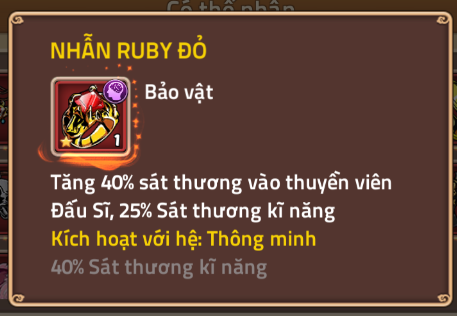 Có thể nhận
NHẪN RUBY ĐỎ
Bảo vật
1
Tăng 40% sát thương vào thuyền viên
Đấu Sĩ, 25% Sát thương kĩ năng
Kích hoạt với hệ: Thông minh
40% Sát thương kĩ năng